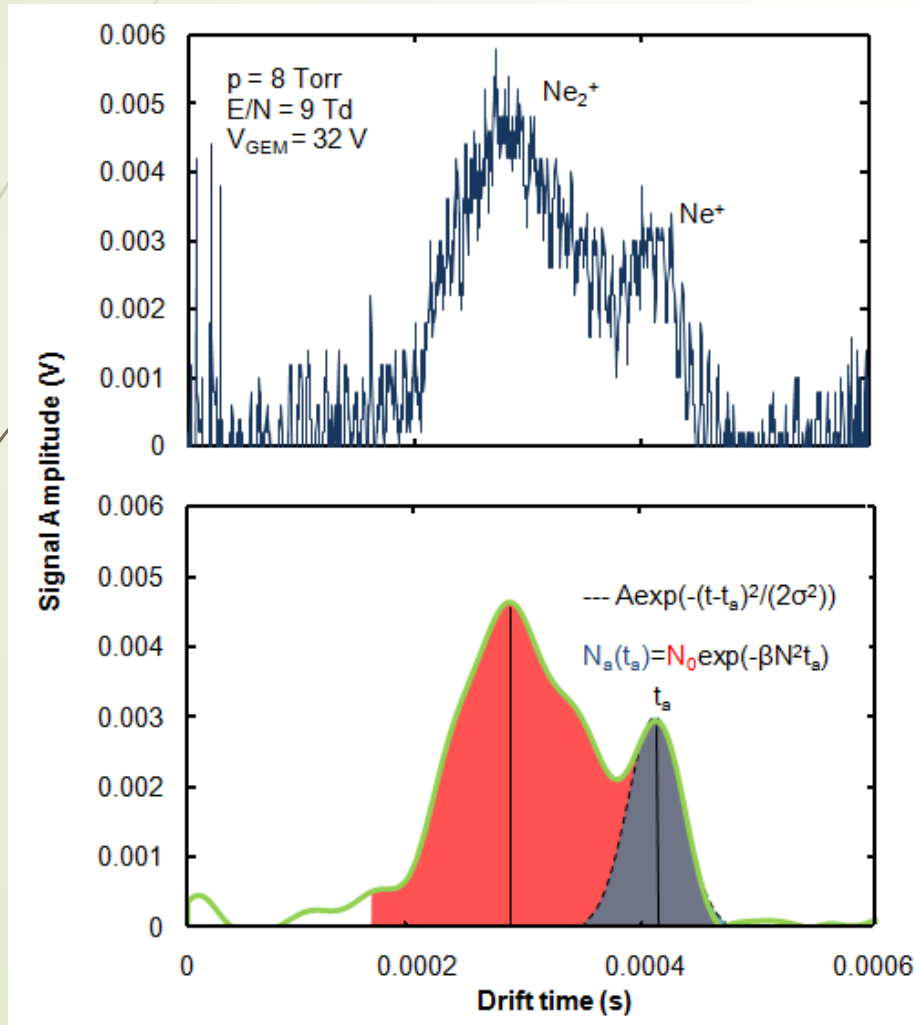 0.006
0.005
0.004
0.003
0.002
0.001
0
p = 8 Torr
E/N = 9 Td
V_GEM = 32 V
Ne₂⁺
Ne⁺
Signal Amplitude (V)
0.006
0.005
0.004
0.003
0.002
0.001
0
--- Aexp(-(t-tₐ)²/(2σ²))
Nₐ(tₐ)=N₀exp(-βN²tₐ)
tₐ
0
0.0002
0.0004
0.0006
Drift time (s)